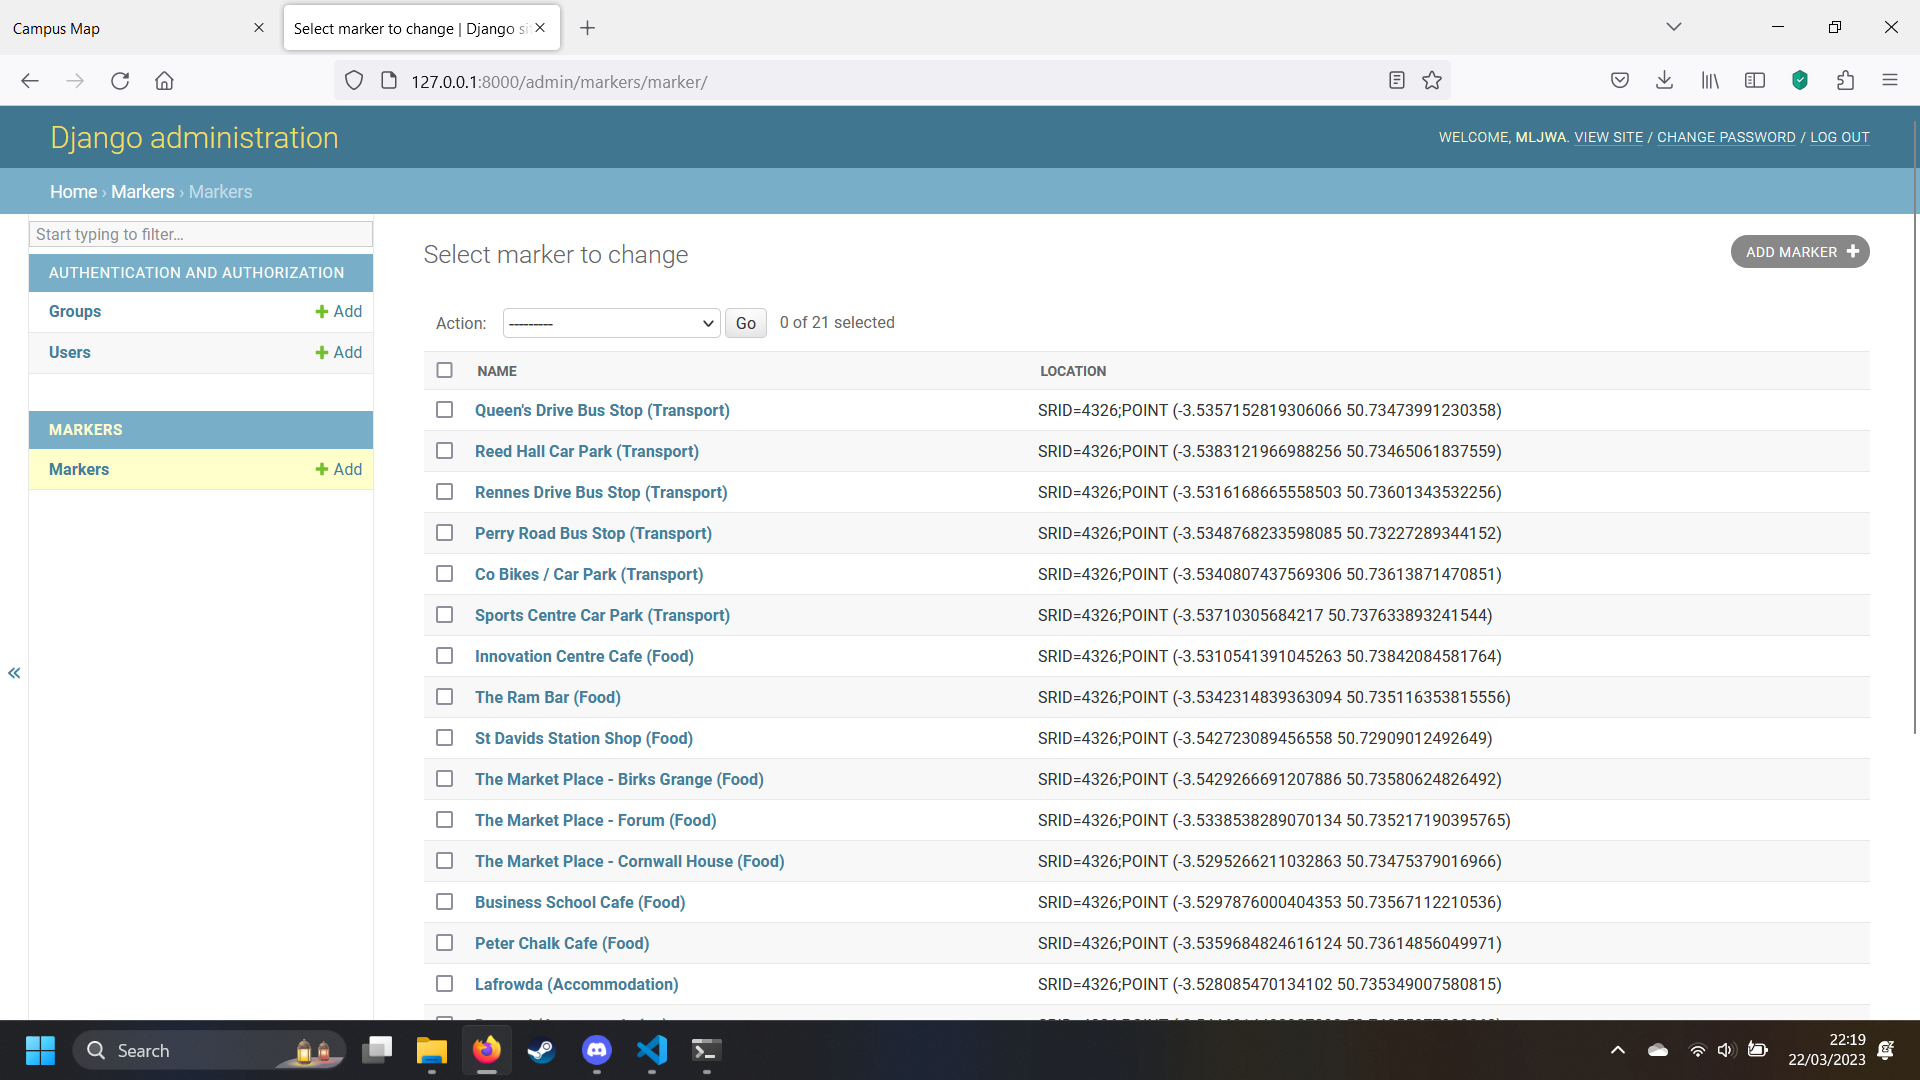 Campus Map
Select marker to change | Django si
127.0.0.1:8000/admin/markers/marker/
Django administration
WELCOME, MLJWA. VIEW SITE / CHANGE PASSWORD / LOG OUT
Home › Markers › Markers
Start typing to filter...
AUTHENTICATION AND AUTHORIZATION
Groups + Add
Users + Add
MARKERS
Markers + Add
«
Select marker to change
ADD MARKER +
Action: --------- Go 0 of 21 selected
NAME LOCATION
Queen's Drive Bus Stop (Transport) SRID=4326;POINT (-3.5357152819306066 50.73473991230358)
Reed Hall Car Park (Transport) SRID=4326;POINT (-3.5383121966988256 50.73465061837559)
Rennes Drive Bus Stop (Transport) SRID=4326;POINT (-3.5316168665558503 50.73601343532256)
Perry Road Bus Stop (Transport) SRID=4326;POINT (-3.5348768233598085 50.73227289344152)
Co Bikes / Car Park (Transport) SRID=4326;POINT (-3.5340807437569306 50.73613871470851)
Sports Centre Car Park (Transport) SRID=4326;POINT (-3.53710305684217 50.737633893241544)
Innovation Centre Cafe (Food) SRID=4326;POINT (-3.5310541391045263 50.73842084581764)
The Ram Bar (Food) SRID=4326;POINT (-3.5342314839363094 50.735116353815556)
St Davids Station Shop (Food) SRID=4326;POINT (-3.542723089456558 50.72909012492649)
The Market Place - Birks Grange (Food) SRID=4326;POINT (-3.5429266691207886 50.73580624826492)
The Market Place - Forum (Food) SRID=4326;POINT (-3.5338538289070134 50.735217190395765)
The Market Place - Cornwall House (Food) SRID=4326;POINT (-3.5295266211032863 50.73475379016966)
Business School Cafe (Food) SRID=4326;POINT (-3.5297876000404353 50.73567112210536)
Peter Chalk Cafe (Food) SRID=4326;POINT (-3.5359684824616124 50.73614856049971)
Lafrowda (Accommodation) SRID=4326;POINT (-3.528085470134102 50.735349007580815)
Search
22:19
22/03/2023